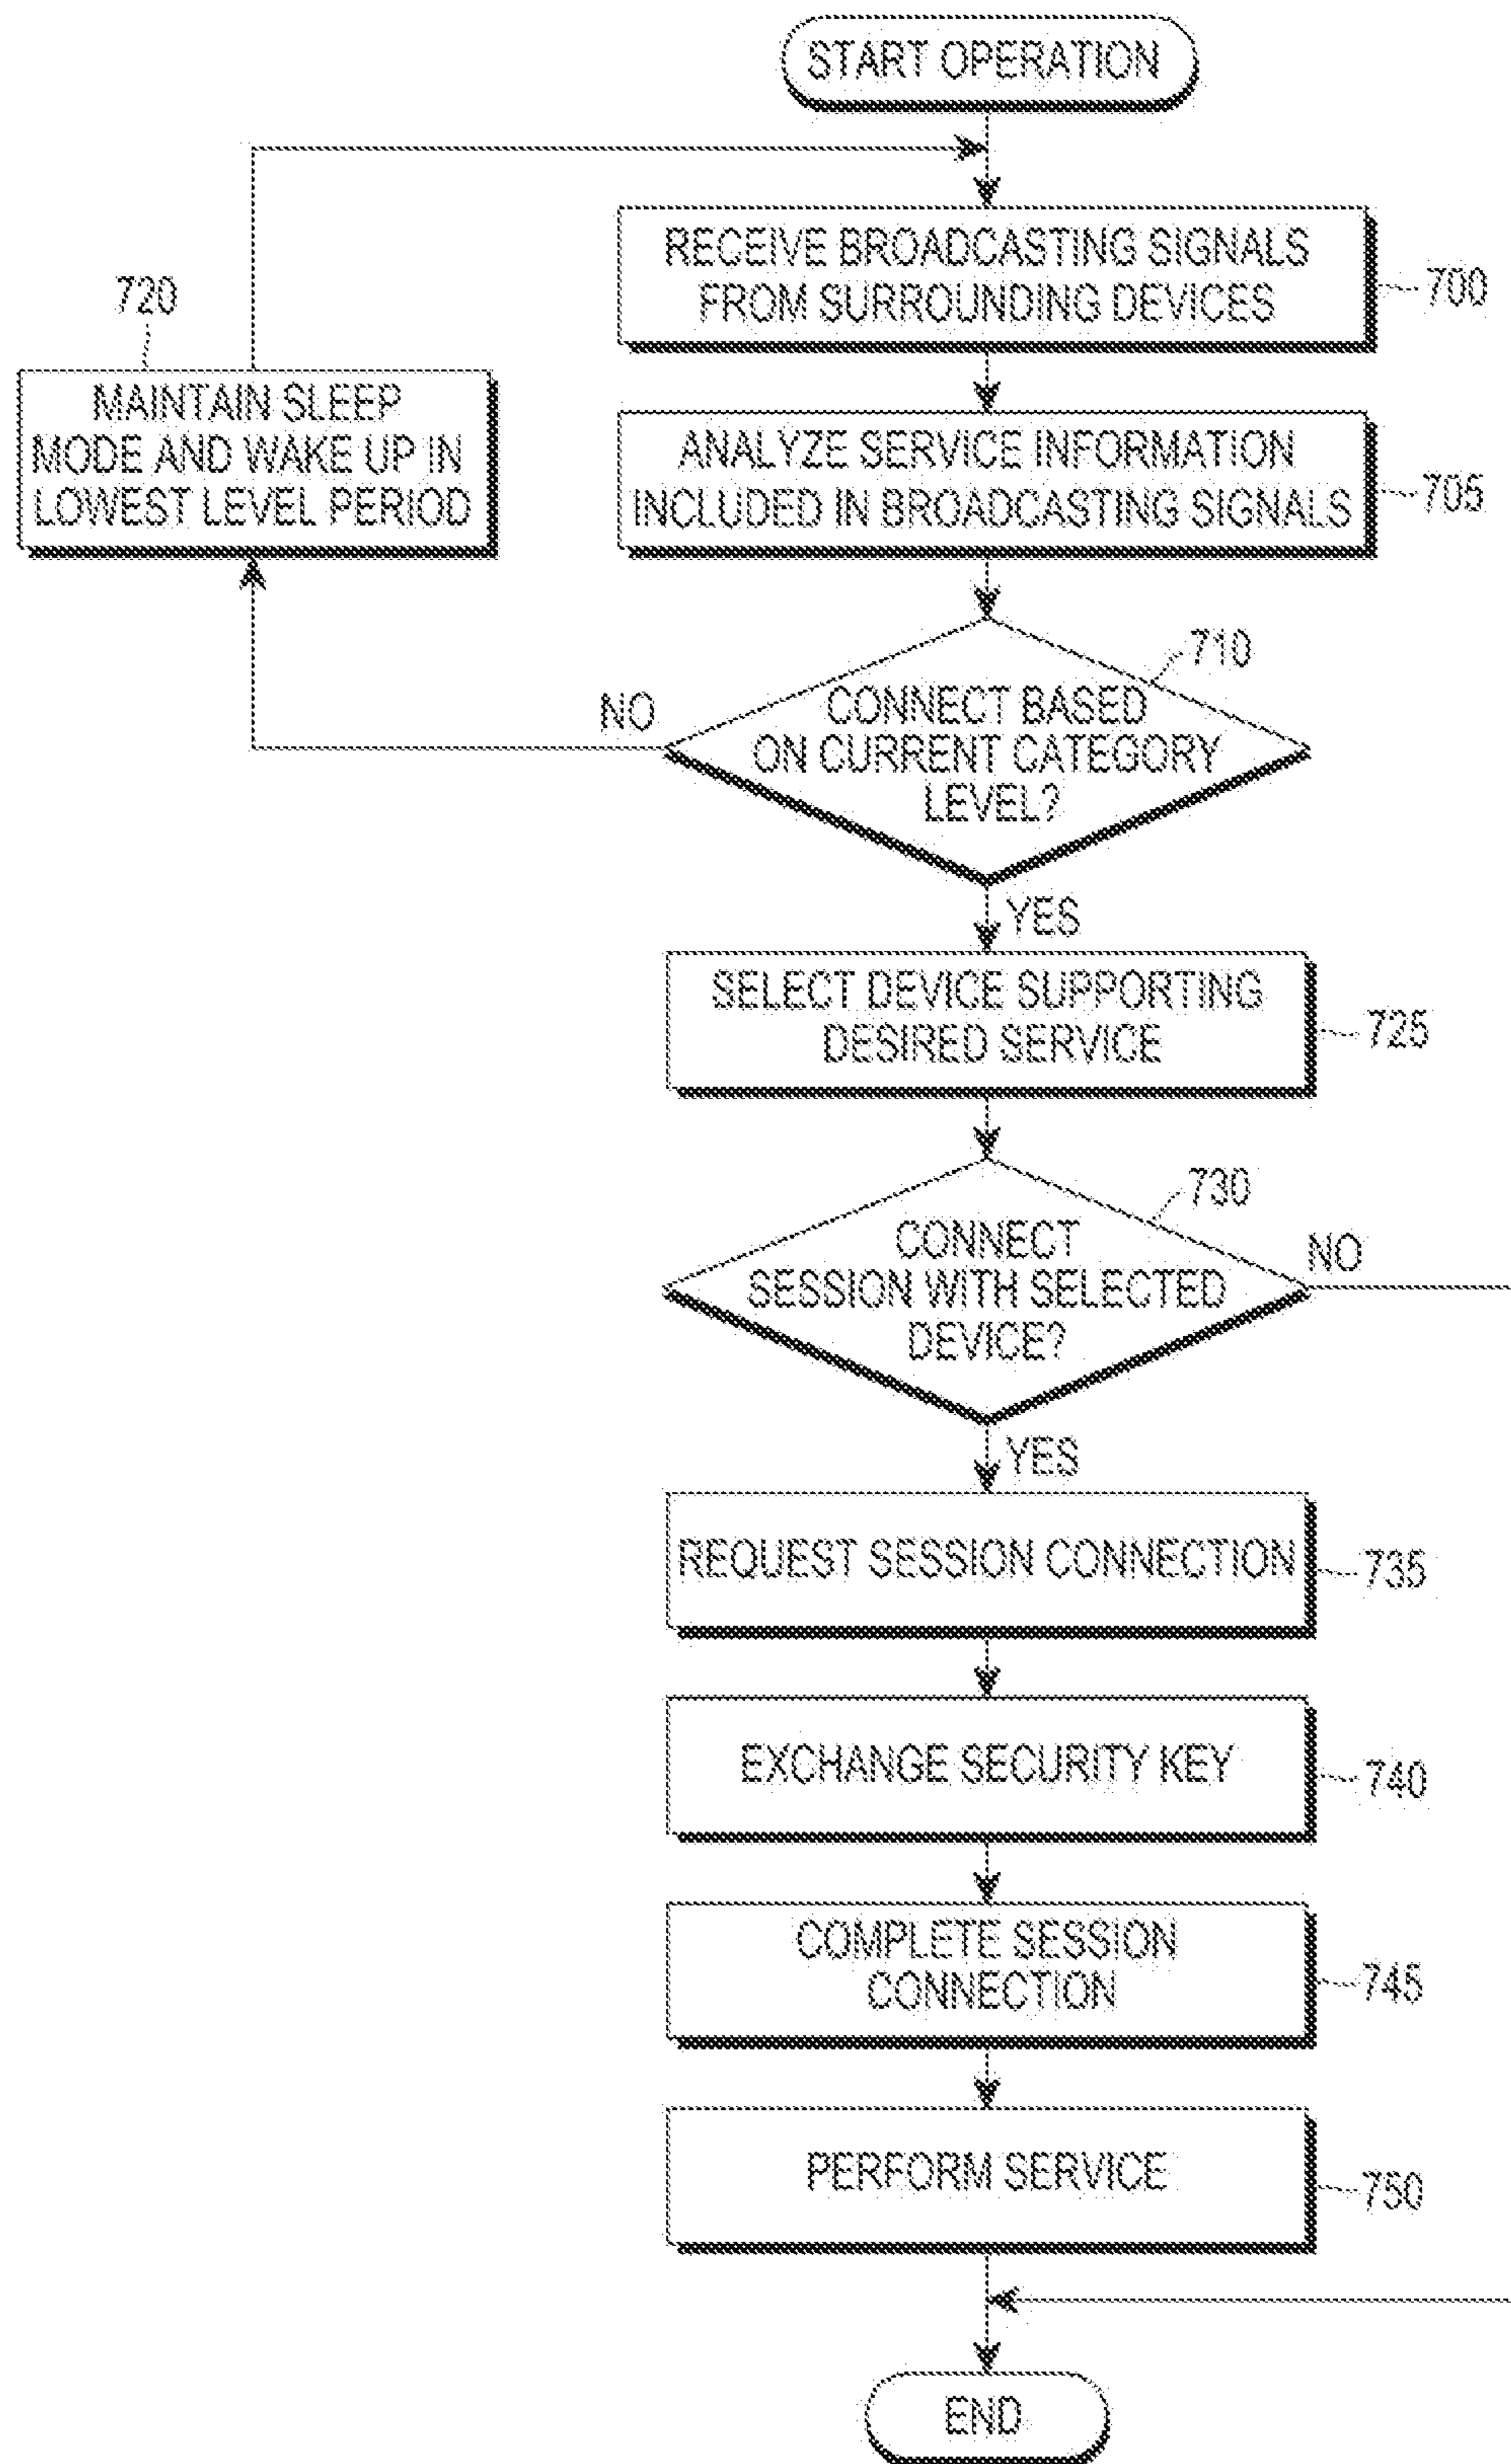 START OPERATION
RECEIVE BROADCASTING SIGNALS
FROM SURROUNDING DEVICES
700
720
MAINTAIN SLEEP
MODE AND WAKE UP IN
LOWEST LEVEL PERIOD
ANALYZE SERVICE INFORMATION
INCLUDED IN BROADCASTING SIGNALS
705
710
NO
CONNECT BASED
ON CURRENT CATEGORY
LEVEL?
YES
SELECT DEVICE SUPPORTING
DESIRED SERVICE
725
730
CONNECT
SESSION WITH SELECTED
DEVICE?
NO
YES
REQUEST SESSION CONNECTION
735
EXCHANGE SECURITY KEY
740
COMPLETE SESSION
CONNECTION
745
PERFORM SERVICE
750
END